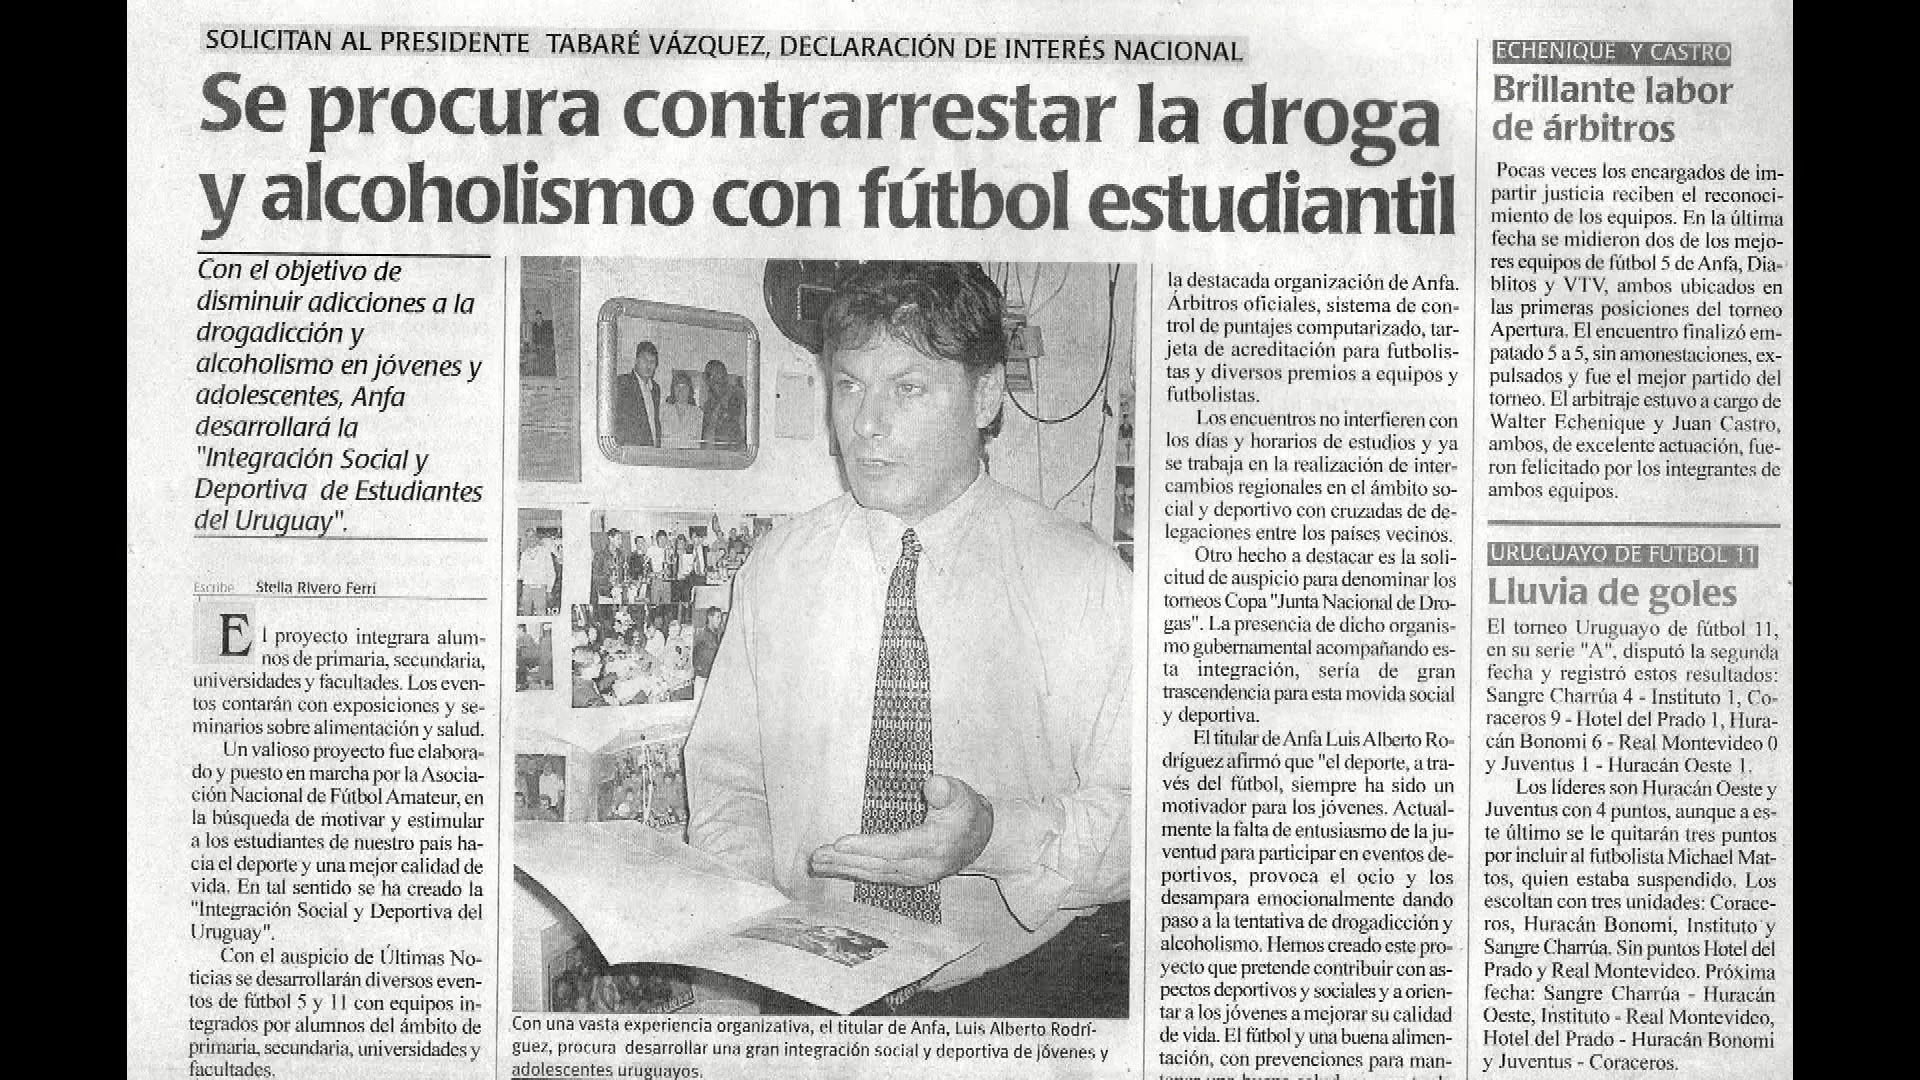 SOLICITAN AL PRESIDENTE TABARÉ VÁZQUEZ, DECLARACIÓN DE INTERÉS NACIONAL
Se procura contrarrestar la droga
y alcoholismo con fútbol estudiantil
Con el objetivo de
disminuir adicciones a la
drogadicción y
alcoholismo en jóvenes y
adolescentes, Anfa
desarrollará la
"Integración Social y
Deportiva de Estudiantes
del Uruguay".
Escribe Stella Rivero Ferri
El proyecto integrara alum-
nos de primaria, secundaria,
universidades y facultades. Los even-
tos contarán con exposiciones y se-
minarios sobre alimentación y salud.
Un valioso proyecto fue elabora-
do y puesto en marcha por la Asocia-
ción Nacional de Fútbol Amateur, en
la búsqueda de motivar y estimular
a los estudiantes de nuestro país ha-
cía el deporte y una mejor calidad de
vida. En tal sentido se ha creado la
"Integración Social y Deportiva del
Uruguay".
Con el auspicio de Últimas No-
ticias se desarrollarán diversos even-
tos de fútbol 5 y 11 con equipos in-
tegrados por alumnos del ámbito de
primaria, secundaria, universidades y
facultades.
Con una vasta experiencia organizativa, el titular de Anfa, Luis Alberto Rodrí-
guez, procura desarrollar una gran integración social y deportiva de jóvenes y
adolescentes uruguayos.
la destacada organización de Anfa.
Árbitros oficiales, sistema de con-
trol de puntajes computarizado, tar-
jeta de acreditación para futbolis-
tas y diversos premios a equipos y
futbolistas.
Los encuentros no interfieren con
los días y horarios de estudios y ya
se trabaja en la realización de inter-
cambios regionales en el ámbito so-
cial y deportivo con cruzadas de de-
legaciones entre los países vecinos.
Otro hecho a destacar es la soli-
citud de auspicio para denominar los
torneos Copa "Junta Nacional de Dro-
gas". La presencia de dicho organis-
mo gubernamental acompañando es-
ta integración, sería de gran
trascendencia para esta movida social
y deportiva.
El titular de Anfa Luis Alberto Ro-
dríguez afirmó que "el deporte, a tra-
vés del fútbol, siempre ha sido un
motivador para los jóvenes. Actual-
mente la falta de entusiasmo de la ju-
ventud para participar en eventos de-
portivos, provoca el ocio y los
desampara emocionalmente dando
paso a la tentativa de drogadicción y
alcoholismo. Hemos creado este pro-
yecto que pretende contribuir con as-
pectos deportivos y sociales y a orien-
tar a los jóvenes a mejorar su calidad
de vida. El fútbol y una buena alimen-
tación, con prevenciones para man-
ECHENIQUE Y CASTRO
Brillante labor
de árbitros
Pocas veces los encargados de im-
partir justicia reciben el reconoci-
miento de los equipos. En la última
fecha se midieron dos de los mejo-
res equipos de fútbol 5 de Anfa, Dia-
blitos y VTV, ambos ubicados en
las primeras posiciones del torneo
Apertura. El encuentro finalizó em-
patado 5 a 5, sin amonestaciones, ex-
pulsados y fue el mejor partido del
torneo. El arbitraje estuvo a cargo de
Walter Echenique y Juan Castro,
ambos, de excelente actuación, fue-
ron felicitado por los integrantes de
ambos equipos.
URUGUAYO DE FUTBOL 11
Lluvia de goles
El torneo Uruguayo de fútbol 11,
en su serie "A", disputó la segunda
fecha y registró estos resultados:
Sangre Charrúa 4 - Instituto 1, Co-
raceros 9 - Hotel del Prado 1, Hura-
cán Bonomi 6 - Real Montevideo 0
y Juventus 1 - Huracán Oeste 1.
Los líderes son Huracán Oeste y
Juventus con 4 puntos, aunque a es-
te último se le quitarán tres puntos
por incluir al futbolista Michael Mat-
tos, quien estaba suspendido. Los
escoltan con tres unidades: Corace-
ros, Huracán Bonomi, Instituto y
Sangre Charrúa. Sin puntos Hotel del
Prado y Real Montevideo. Próxima
fecha: Sangre Charrúa - Huracán
Oeste, Instituto - Real Montevideo,
Hotel del Prado - Huracán Bonomi
y Juventus - Coraceros.